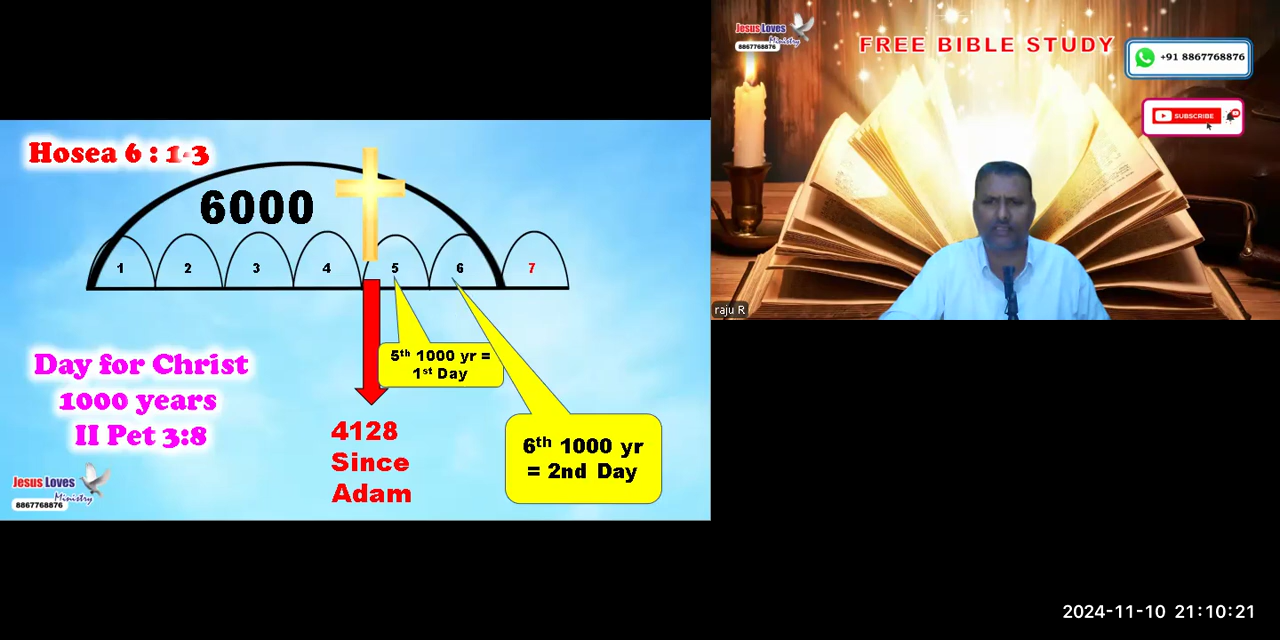 Hosea 6 : 1-3
6000
1 2 3 4 5 6 7
5th 1000 yr =
1st Day
Day for Christ
1000 years
II Pet 3:8
4128
Since
Adam
6th 1000 yr
= 2nd Day
Jesus Loves
Ministry
8867768876
Jesus Loves
Ministry
8867768876
FREE BIBLE STUDY
+91 8867768876
SUBSCRIBE
raju R
2024-11-10 21:10:21